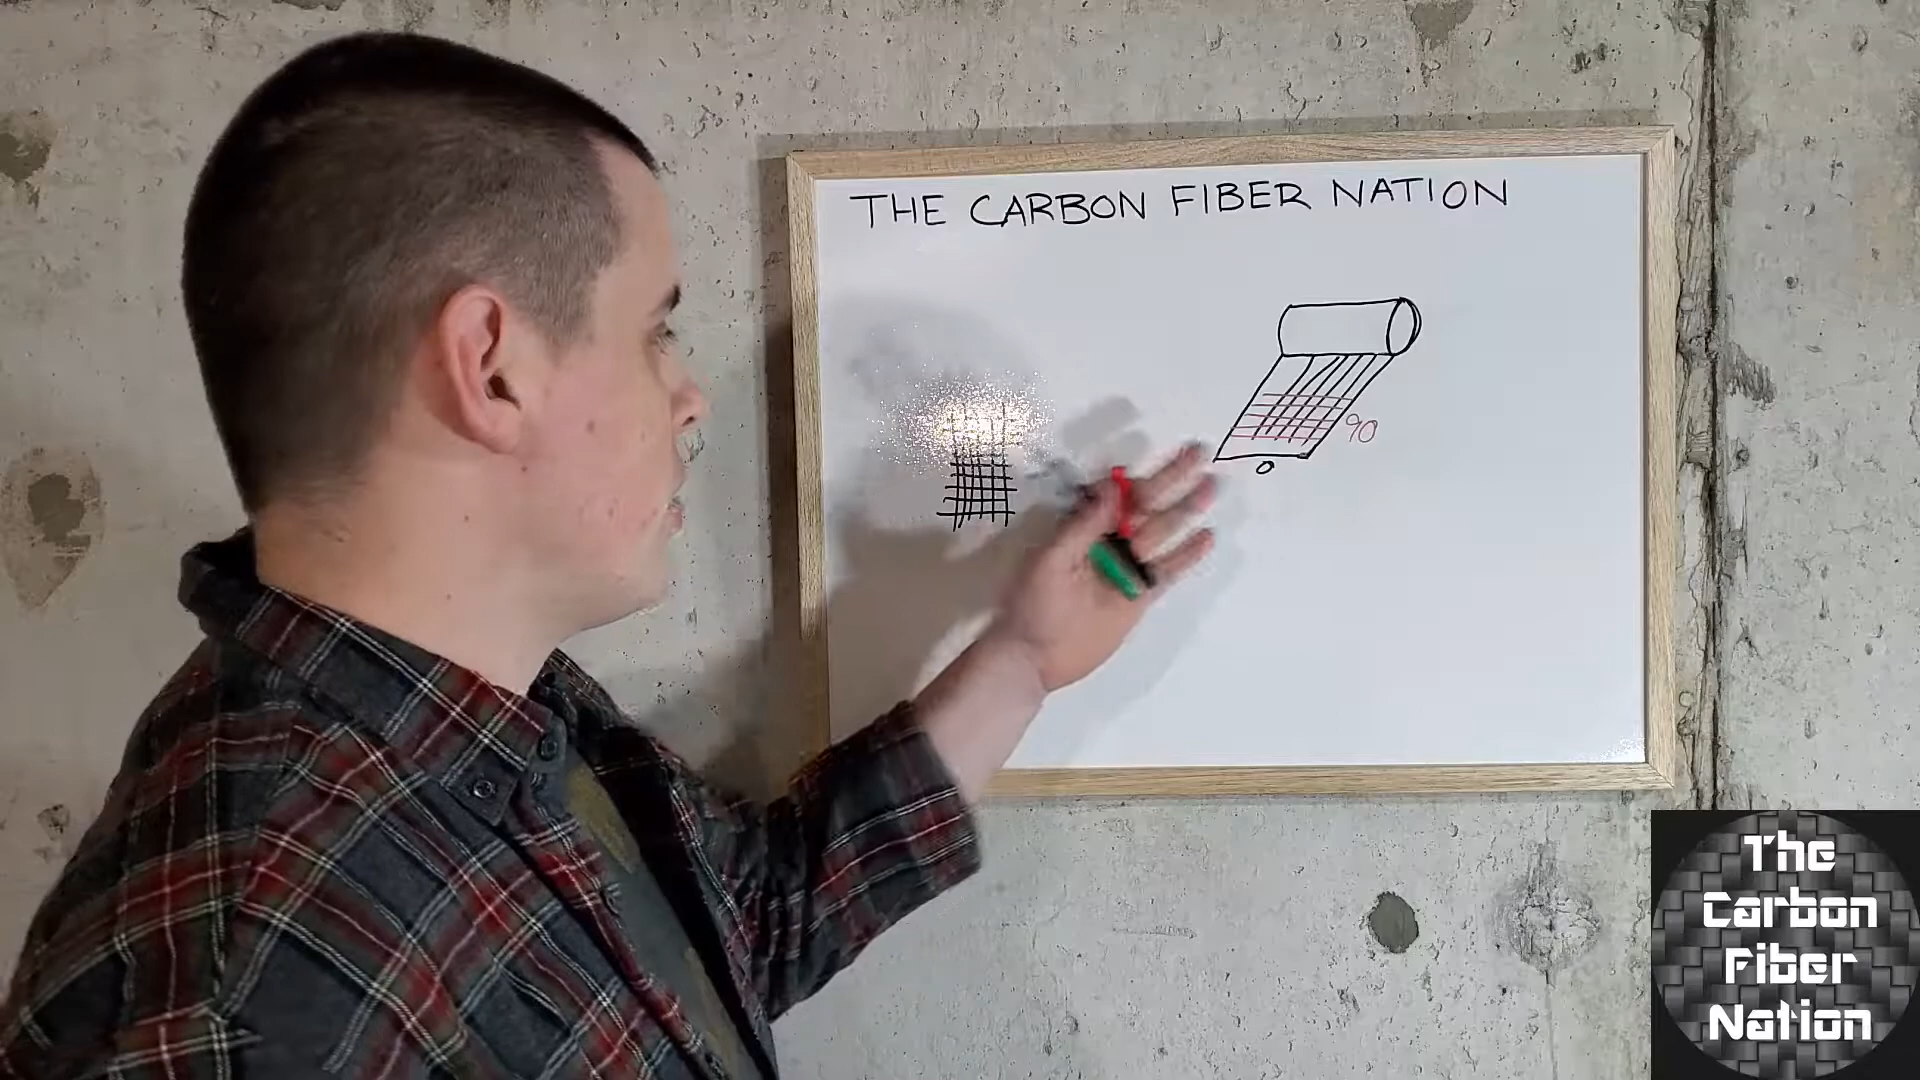 THE CARBON FIBER NATION
90
0
The
Carbon
Fiber
Nation